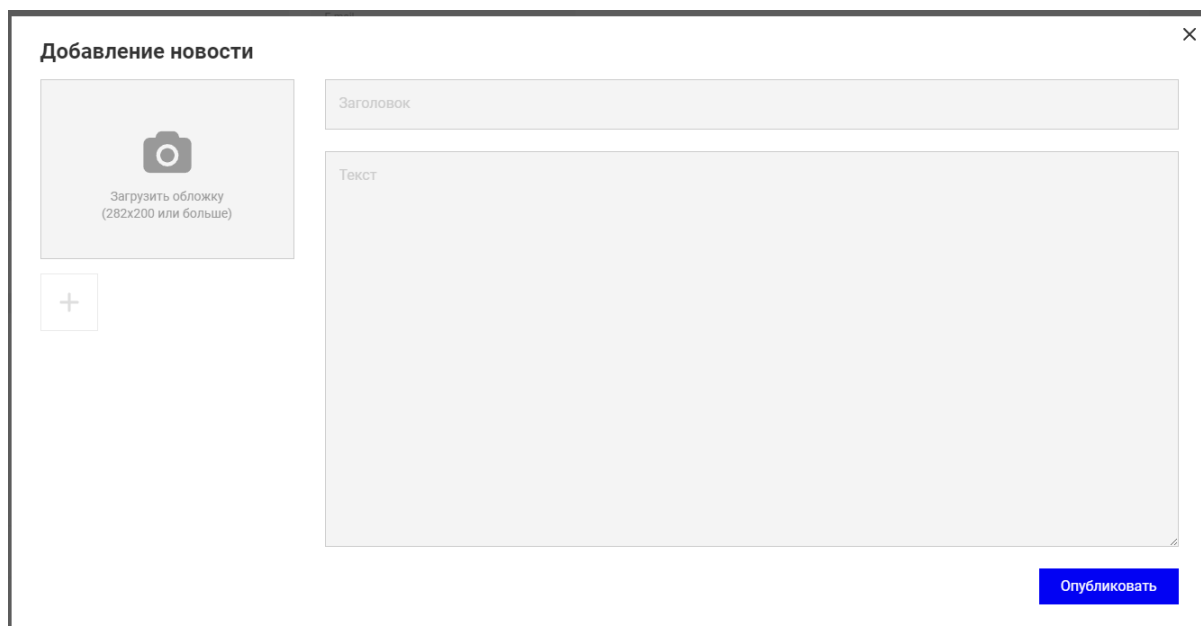 Добавление новости
Заголовок
Загрузить обложку
(282x200 или больше)
Текст
Опубликовать